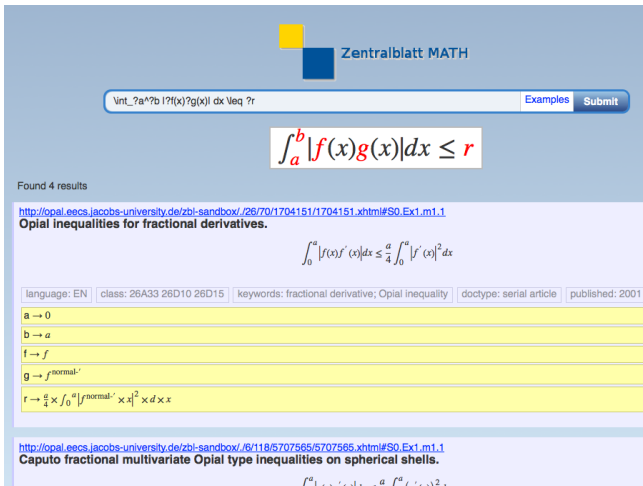 Zentralblatt MATH
\int_?a^?b |?f(x)?g(x)| dx \leq ?r Examples Submit
∫_a^b |f(x)g(x)|dx ≤ r
Found 4 results
http://opal.eecs.jacobs-university.de/zbl-sandbox/./26/70/1704151/1704151.xhtml#S0.Ex1.m1.1
Opial inequalities for fractional derivatives.
∫_0^a |f(x)f′(x)|dx ≤ a/4 ∫_0^a |f′(x)|^2 dx
language: EN class: 26A33 26D10 26D15 keywords: fractional derivative; Opial inequality doctype: serial article published: 2001
a → 0
b → a
f → f
g → f^normal-′
r → a/4 × ∫_0^a |f^normal-′ × x|^2 × d × x
http://opal.eecs.jacobs-university.de/zbl-sandbox/./6/118/5707565/5707565.xhtml#S0.Ex1.m1.1
Caputo fractional multivariate Opial type inequalities on spherical shells.